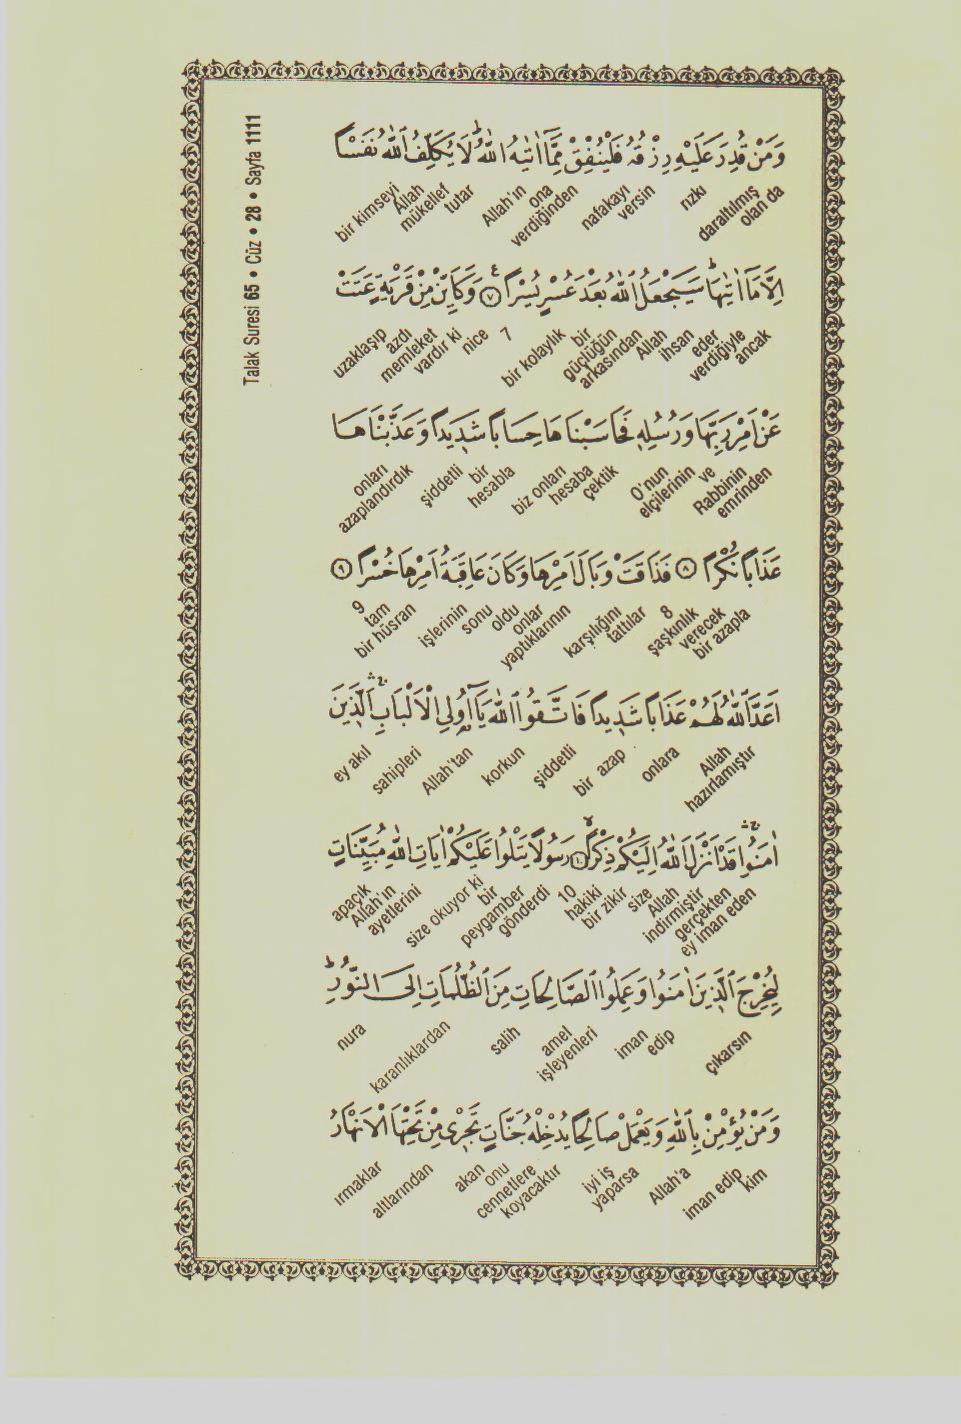 Talak Suresi 65 • Cüz • 28 • Sayfa 1111
وَمَنْ قُدِرَ عَلَيْهِ رِزْقُهُ فَلْيُنْفِقْ مِمَّٓا اٰتٰيهُ اللّٰهُ لَا يُكَلِّفُ اللّٰهُ نَفْسًا
olan da daraltılmış rızkı versin nafakayı verdiğinden ona Allah'ın tutar mükellef Allah bir kimseyi
اِلَّا مَٓا اٰتٰيهَا سَيَجْعَلُ اللّٰهُ بَعْدَ عُسْرٍ يُسْرًا ﴿٧﴾ وَكَاَيِّنْ مِنْ قَرْيَةٍ عَتَتْ
ancak verdiğiyle eder ihsan Allah arkasından güçlüğün bir bir kolaylık 7 nice vardır ki memleket azdı uzaklaşıp
عَنْ اَمْرِ رَبِّهَا وَرُسُلِهٖ فَحَاسَبْنَاهَا حِسَابًا شَدٖيدًا وَعَذَّبْنَاهَا
emrinden Rabbinin ve elçilerinin O'nun çektik hesaba biz onları hesabla bir şiddetli azaplandırdık onları
عَذَابًا نُكْرًا ﴿٨﴾ فَذَاقَتْ وَبَالَ اَمْرِهَا وَكَانَ عَاقِبَةُ اَمْرِهَا خُسْرًا ﴿٩﴾
bir azapla verecek şaşkınlık 8 tattılar karşılığını yaptıklarının onlar oldu sonu işlerinin bir hüsran tam 9
اَعَدَّ اللّٰهُ لَهُمْ عَذَابًا شَدٖيدًا فَاتَّقُوا اللّٰهَ يَٓا اُولِي الْاَلْبَابِ اَلَّذٖينَ
hazırlamıştır Allah onlara azap bir şiddetli korkun Allah'tan sahipleri ey akıl
اٰمَنُوا قَدْ اَنْزَلَ اللّٰهُ اِلَيْكُمْ ذِكْرًا ﴿١٠﴾ رَسُولًا يَتْلُوا عَلَيْكُمْ اٰيَاتِ اللّٰهِ مُبَيِّنَاتٍ
ey iman eden gerçekten indirmiştir Allah size bir zikir hakiki 10 gönderdi peygamber bir size okuyor ki ayetlerini Allah'ın apaçık
لِيُخْرِجَ الَّذٖينَ اٰمَنُوا وَعَمِلُوا الصَّالِحَاتِ مِنَ الظُّلُمَاتِ اِلَى النُّورِ
çıkarsın edip iman işleyenleri amel salih karanlıklardan nura
وَمَنْ يُؤْمِنْ بِاللّٰهِ وَيَعْمَلْ صَالِحًا يُدْخِلْهُ جَنَّاتٍ تَجْرٖي مِنْ تَحْتِهَا الْاَنْهَارُ
kim iman edip Allah'a yaparsa iyi iş koyacaktır cennetlere onu akan altlarından ırmaklar